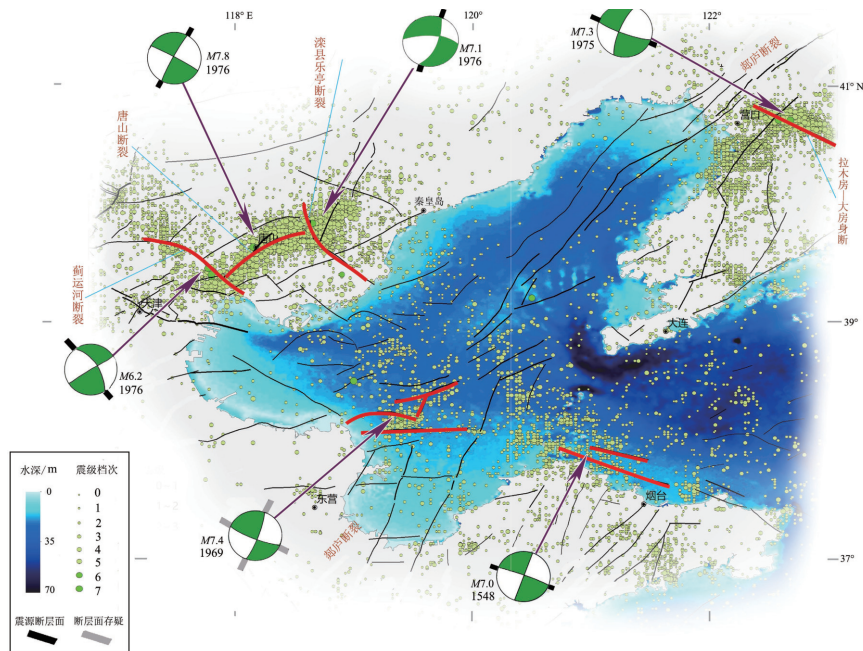 118° E
120°
122°
M7.8
1976
M7.1
1976
M7.3
1975
滦县乐亭断裂
郯庐断裂
41° N
营口
唐山断裂
拉木房—大房身断
秦皇岛
蓟运河断裂
天津
39°
大连
M6.2
1976
水深/m
震级档次
0
35
70
0
1
2
3
4
5
6
7
震源断层面
断层面存疑
东营
郯庐断裂
烟台
M7.4
1969
M7.0
1548
37°